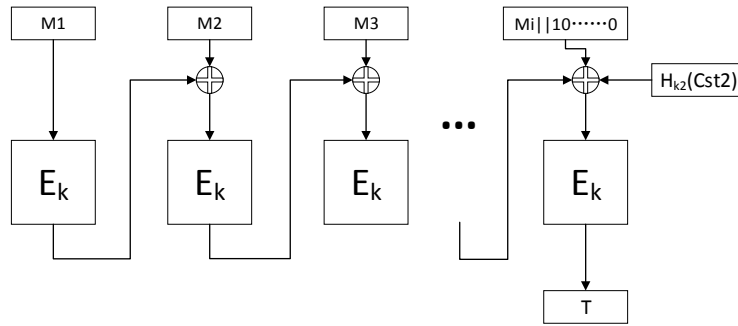 M1
M2
M3
Mi||10⋯⋯0
Hk2(Cst2)
•••
Ek
Ek
Ek
Ek
T